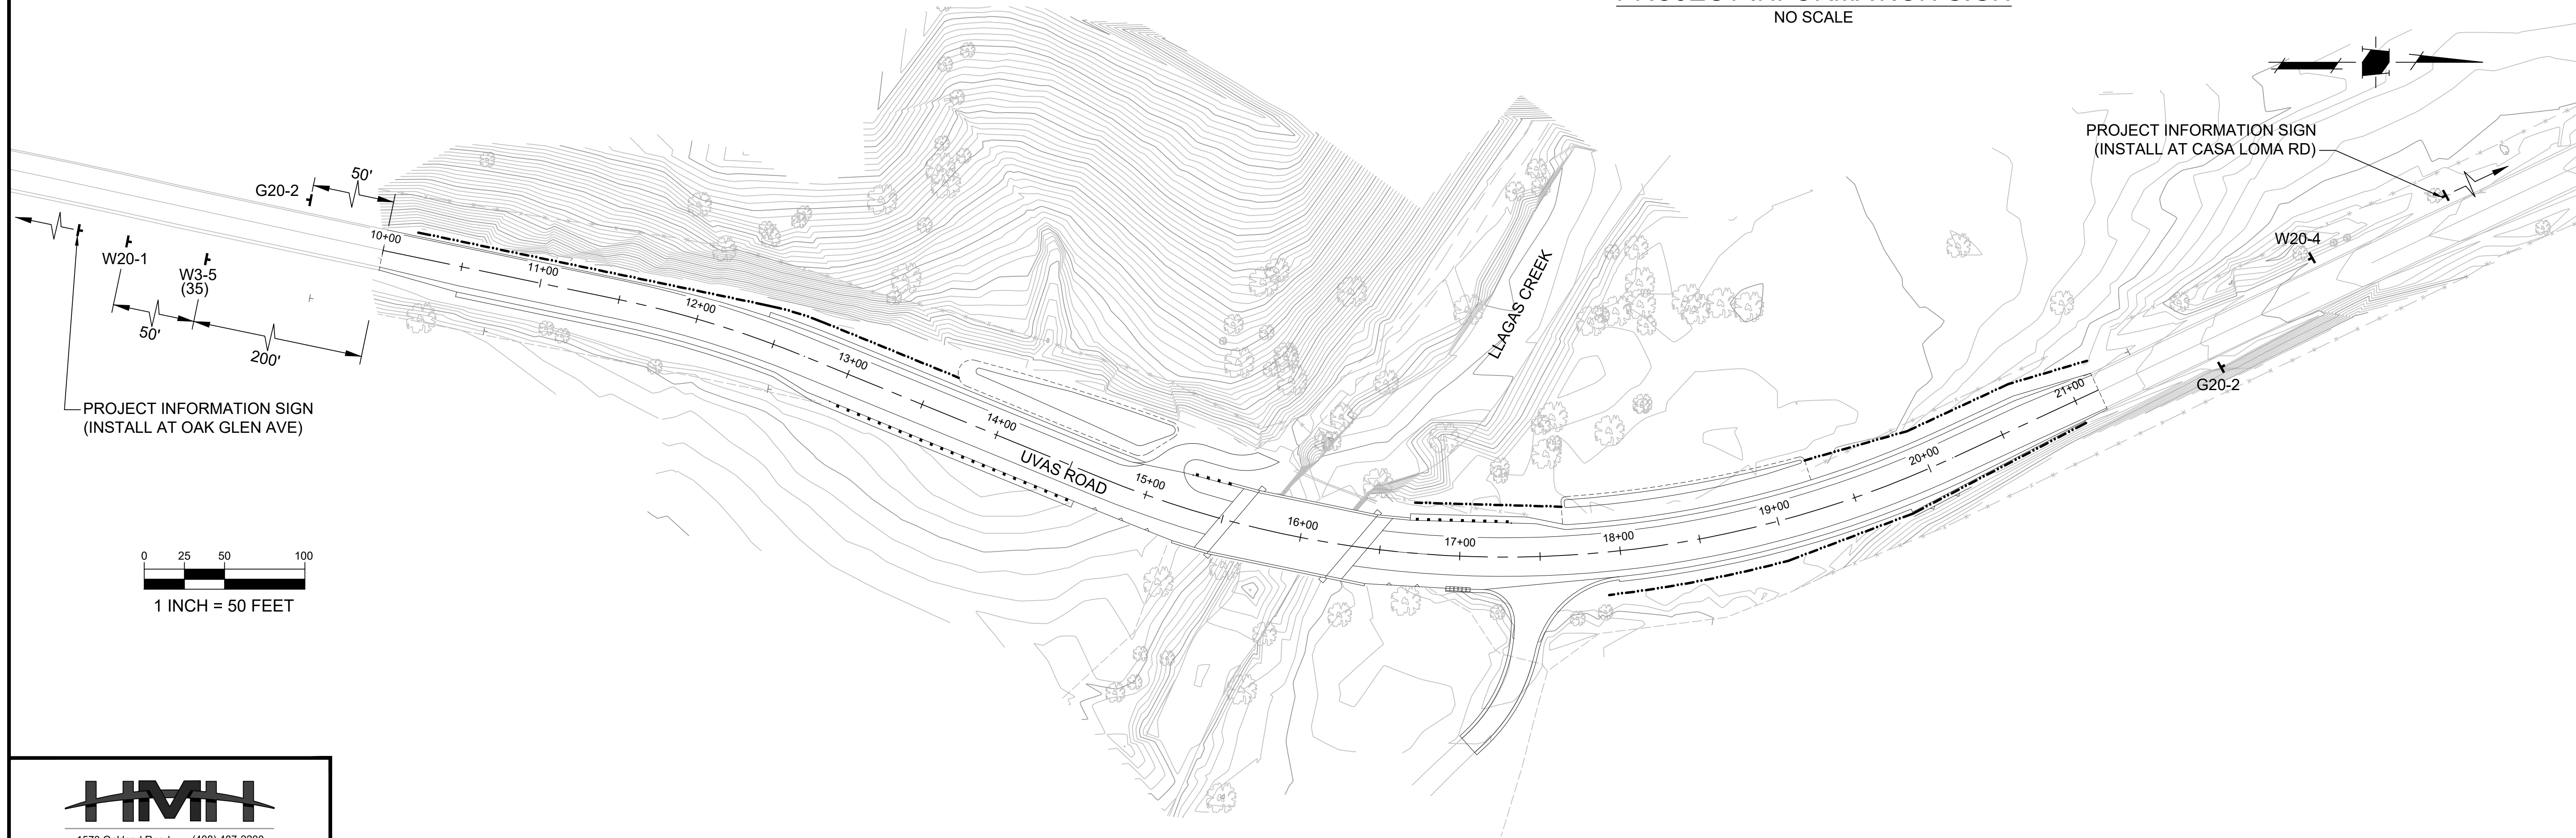 NO SCALE
PROJECT INFORMATION SIGN
(INSTALL AT CASA LOMA RD)
50'
G20-2
10+00
W20-1
W3-5
(35)
50'
200'
PROJECT INFORMATION SIGN
(INSTALL AT OAK GLEN AVE)
11+00
12+00
13+00
14+00
UVAS ROAD
15+00
16+00
17+00
18+00
19+00
20+00
21+00
LLAGAS CREEK
W20-4
G20-2
0 25 50 100
1 INCH = 50 FEET
HMH